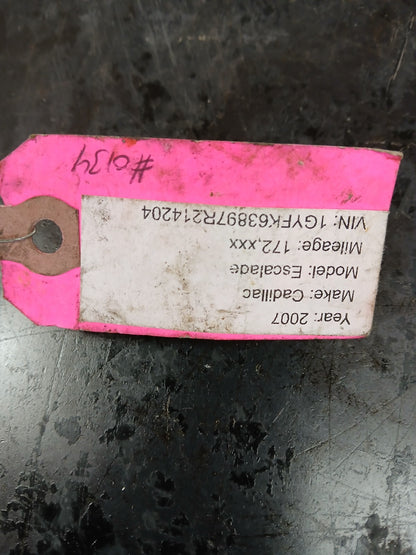 Year: 2007
Make: Cadillac
Model: Escalade
Mileage: 172,xxx
VIN: 1GYFK63897R214204
#0134